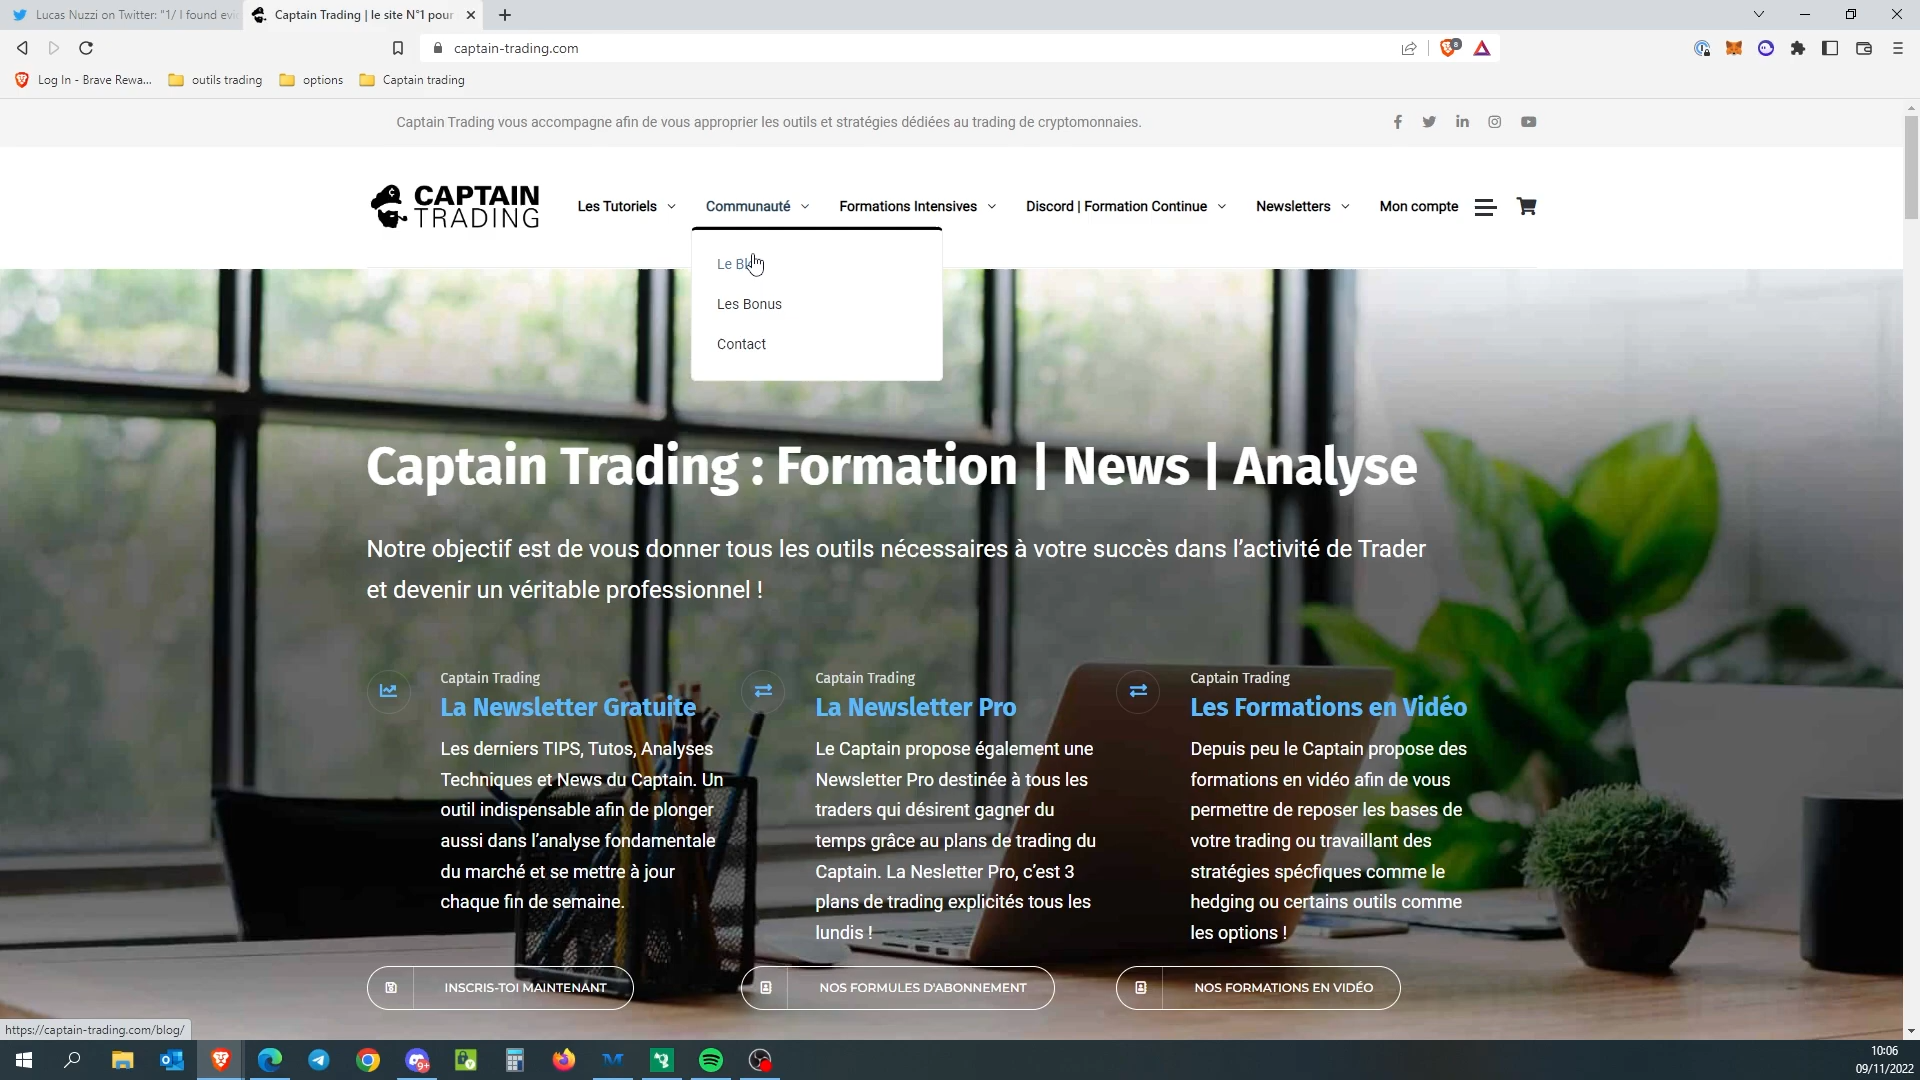 Lucas Nuzzi on Twitter: "1/ I found evi
Captain Trading | le site N°1 pour
captain-trading.com
8
Log In - Brave Rewa...
outils trading
options
Captain trading
Captain Trading vous accompagne afin de vous approprier les outils et stratégies dédiées au trading de cryptomonnaies.
CAPTAIN
TRADING
Les Tutoriels
Communauté
Formations Intensives
Discord | Formation Continue
Newsletters
Mon compte
Le Bl
Les Bonus
Contact
Captain Trading : Formation | News | Analyse
Notre objectif est de vous donner tous les outils nécessaires à votre succès dans l'activité de Trader
et devenir un véritable professionnel !
Captain Trading
La Newsletter Gratuite
Les derniers TIPS, Tutos, Analyses
Techniques et News du Captain. Un
outil indispensable afin de plonger
aussi dans l'analyse fondamentale
du marché et se mettre à jour
chaque fin de semaine.
INSCRIS-TOI MAINTENANT
Captain Trading
La Newsletter Pro
Le Captain propose également une
Newsletter Pro destinée à tous les
traders qui désirent gagner du
temps grâce au plans de trading du
Captain. La Nesletter Pro, c'est 3
plans de trading explicités tous les
lundis !
NOS FORMULES D'ABONNEMENT
Captain Trading
Les Formations en Vidéo
Depuis peu le Captain propose des
formations en vidéo afin de vous
permettre de reposer les bases de
votre trading ou travaillant des
stratégies spécfiques comme le
hedging ou certains outils comme
les options !
NOS FORMATIONS EN VIDÉO
https://captain-trading.com/blog/
9+
10:06
09/11/2022